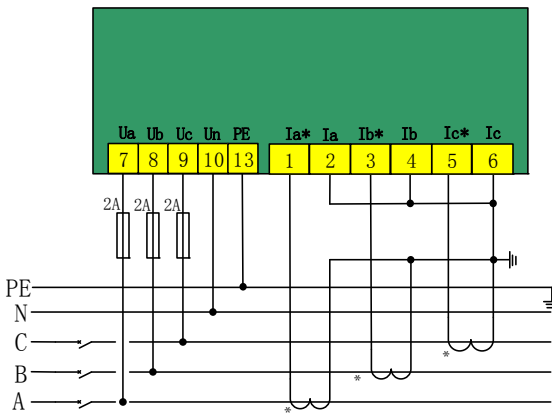 Ua Ub Uc Un PE Ia* Ia Ib* Ib Ic* Ic
7 8 9 10 13 1 2 3 4 5 6
2A 2A 2A
PE
N
C *
B *
A *